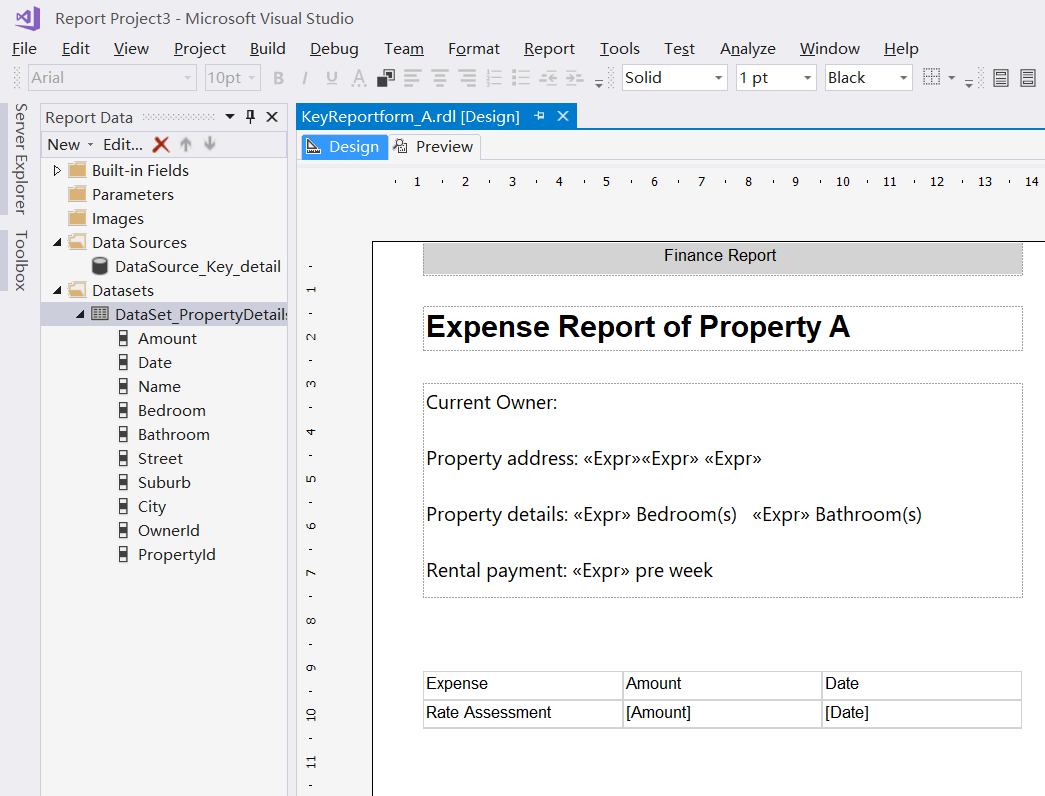 Report Project3 - Microsoft Visual Studio
File Edit View Project Build Debug Team Format Report Tools Test Analyze Window Help
Arial 10pt B I U A Solid 1 pt Black
Server Explorer
Toolbox
Report Data
New Edit...
Built-in Fields
Parameters
Images
Data Sources
DataSource_Key_detail
Datasets
DataSet_PropertyDetails
Amount
Date
Name
Bedroom
Bathroom
Street
Suburb
City
OwnerId
PropertyId
KeyReportform_A.rdl [Design]
Design Preview
1 2 3 4 5 6 7 8 9 10 11 12 13 14
1
2
3
4
5
6
7
8
9
10
11
Finance Report
Expense Report of Property A
Current Owner:
Property address: «Expr»«Expr» «Expr»
Property details: «Expr» Bedroom(s) «Expr» Bathroom(s)
Rental payment: «Expr» pre week
Expense Amount Date
Rate Assessment [Amount] [Date]